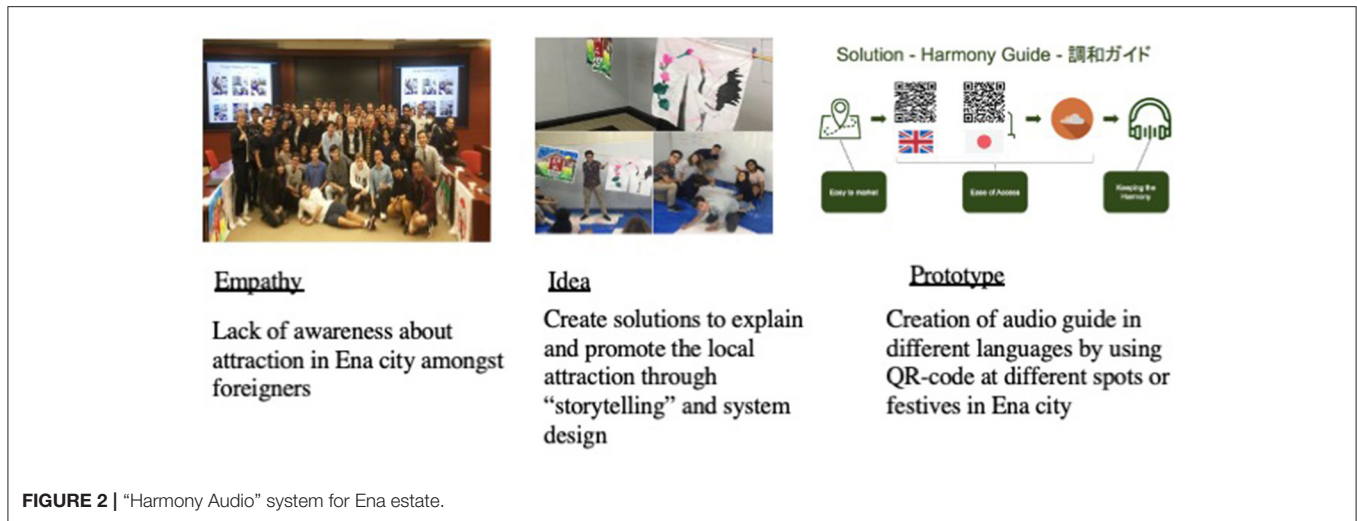 Solution - Harmony Guide - 調和ガイド
Easy to market
Ease of Access
Keeping the
Harmony
Empathy
Lack of awareness about
attraction in Ena city amongst
foreigners
Idea
Create solutions to explain
and promote the local
attraction through
“storytelling” and system
design
Prototype
Creation of audio guide in
different languages by using
QR-code at different spots or
festives in Ena city
FIGURE 2 | “Harmony Audio” system for Ena estate.